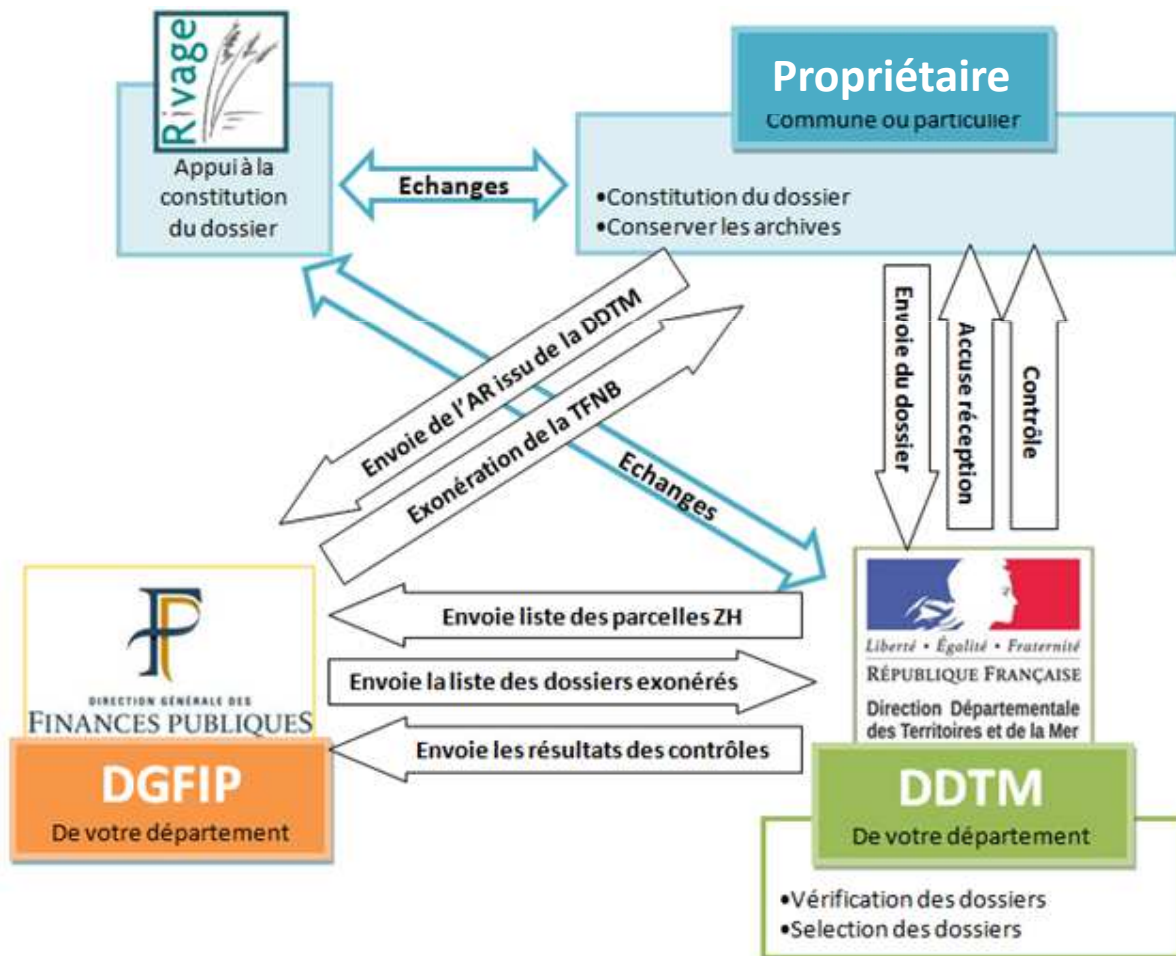 Rivage
Appui à la
constitution
du dossier
Echanges
Propriétaire
Commune ou particulier
•Constitution du dossier
•Conserver les archives
Envoie de l'AR issu de la DDTM
Exonération de la TFNB
Echanges
Envoie du dossier
Accuse réception
Contrôle
DIRECTION GÉNÉRALE DES
FINANCES PUBLIQUES
DGFIP
De votre département
Envoie liste des parcelles ZH
Envoie la liste des dossiers exonérés
Envoie les résultats des contrôles
Liberté • Égalité • Fraternité
RÉPUBLIQUE FRANÇAISE
Direction Départementale
des Territoires et de la Mer
DDTM
De votre département
•Vérification des dossiers
•Selection des dossiers